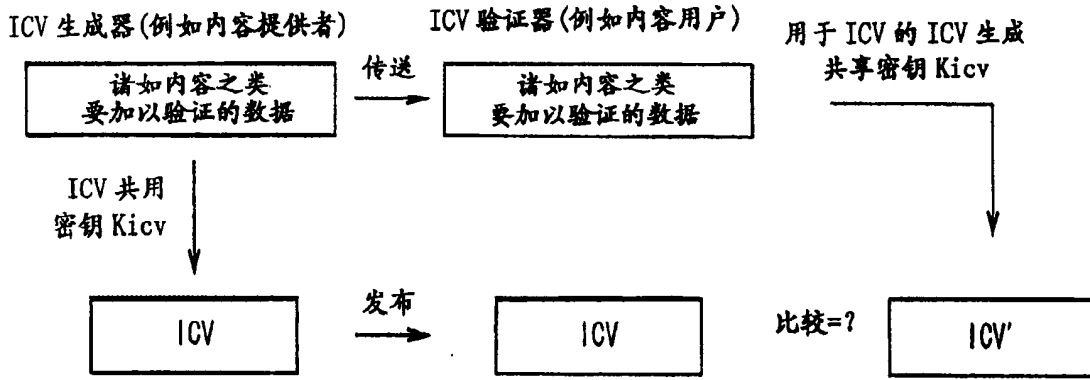 ICV 生成器(例如内容提供者)
ICV 验证器(例如内容用户)
用于 ICV 的 ICV 生成
共享密钥 Kicv
诸如内容之类
要加以验证的数据
传送
诸如内容之类
要加以验证的数据
ICV 共用
密钥 Kicv
ICV
发布
ICV
比较=?
ICV'